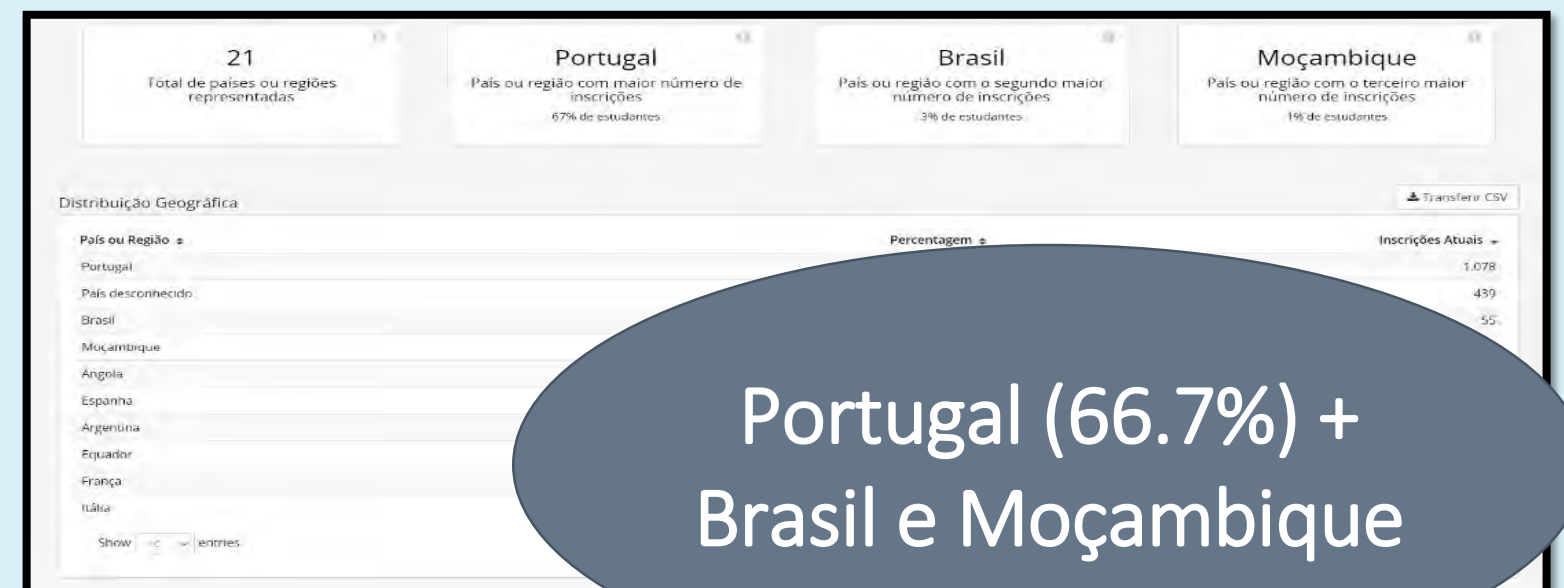 21
Total de países ou regiões
representadas
Portugal
País ou região com maior número de
inscrições
67% de estudantes
Brasil
País ou região com o segundo maior
número de inscrições
3% de estudantes
Moçambique
País ou região com o terceiro maior
número de inscrições
1% de estudantes
Distribuição Geográfica
Transferir CSV
País ou Região Percentagem Inscrições Atuais
Portugal 1.078
País desconhecido 439
Brasil 55
Moçambique
Angola
Espanha
Argentina
Equador
França
Itália
Show entries
Portugal (66.7%) +
Brasil e Moçambique